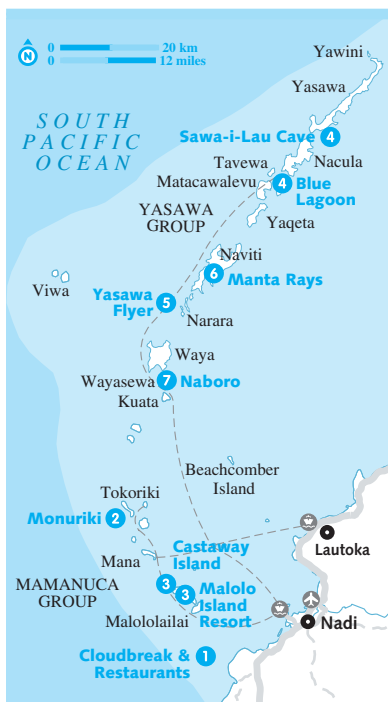 0 20 km
0 12 miles
N
Yawini
Yasawa
SOUTH
PACIFIC
OCEAN
Sawa-i-Lau Cave 4
Nacula
Tavewa
Matacawalevu
4 Blue
Lagoon
YASAWA
GROUP
Yaqeta
Naviti
6 Manta Rays
Viwa
Yasawa
Flyer 5
Narara
Waya
Wayasewa
7 Naboro
Kuata
Beachcomber
Island
Tokoriki
Monuriki 2
Lautoka
Castaway
Island
Mana
3
3 Malolo
Island
Resort
MAMANUCA
GROUP
Malololailai
Nadi
Cloudbreak &
Restaurants 1